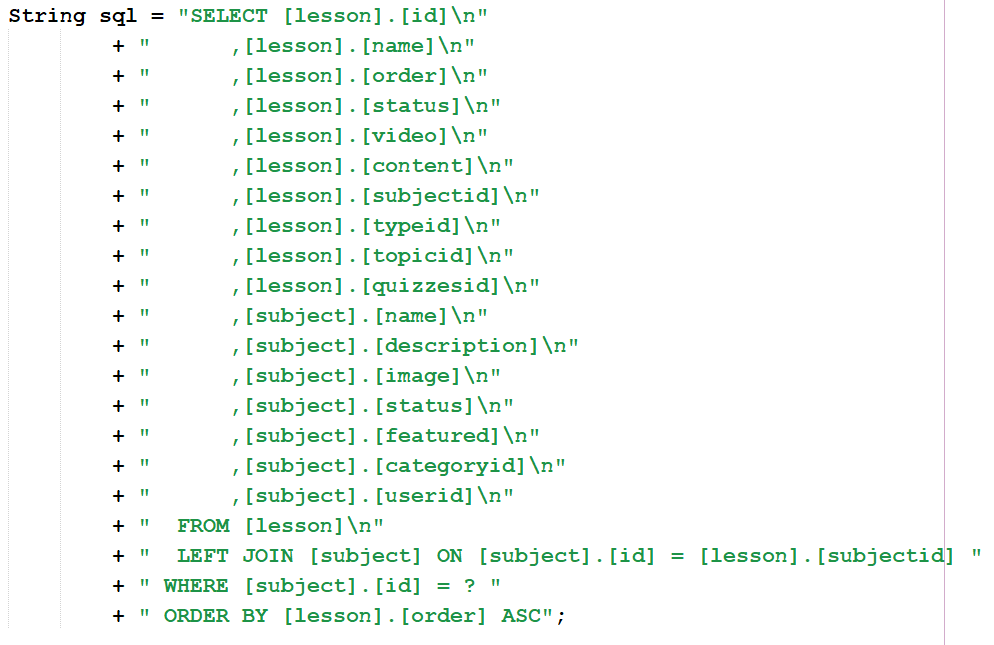 String sql = "SELECT [lesson].[id]\n"
+ "      ,[lesson].[name]\n"
+ "      ,[lesson].[order]\n"
+ "      ,[lesson].[status]\n"
+ "      ,[lesson].[video]\n"
+ "      ,[lesson].[content]\n"
+ "      ,[lesson].[subjectid]\n"
+ "      ,[lesson].[typeid]\n"
+ "      ,[lesson].[topicid]\n"
+ "      ,[lesson].[quizzesid]\n"
+ "      ,[subject].[name]\n"
+ "      ,[subject].[description]\n"
+ "      ,[subject].[image]\n"
+ "      ,[subject].[status]\n"
+ "      ,[subject].[featured]\n"
+ "      ,[subject].[categoryid]\n"
+ "      ,[subject].[userid]\n"
+ "  FROM [lesson]\n"
+ "  LEFT JOIN [subject] ON [subject].[id] = [lesson].[subjectid] "
+ " WHERE [subject].[id] = ? "
+ " ORDER BY [lesson].[order] ASC";